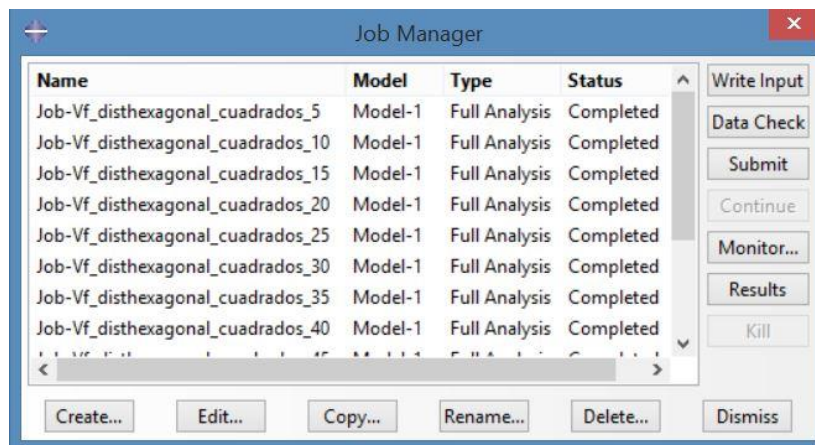 Job Manager
Name Model Type Status
Job-Vf_disthexagonal_cuadrados_5 Model-1 Full Analysis Completed
Job-Vf_disthexagonal_cuadrados_10 Model-1 Full Analysis Completed
Job-Vf_disthexagonal_cuadrados_15 Model-1 Full Analysis Completed
Job-Vf_disthexagonal_cuadrados_20 Model-1 Full Analysis Completed
Job-Vf_disthexagonal_cuadrados_25 Model-1 Full Analysis Completed
Job-Vf_disthexagonal_cuadrados_30 Model-1 Full Analysis Completed
Job-Vf_disthexagonal_cuadrados_35 Model-1 Full Analysis Completed
Job-Vf_disthexagonal_cuadrados_40 Model-1 Full Analysis Completed
Write Input
Data Check
Submit
Continue
Monitor...
Results
Kill
Create... Edit... Copy... Rename... Delete... Dismiss